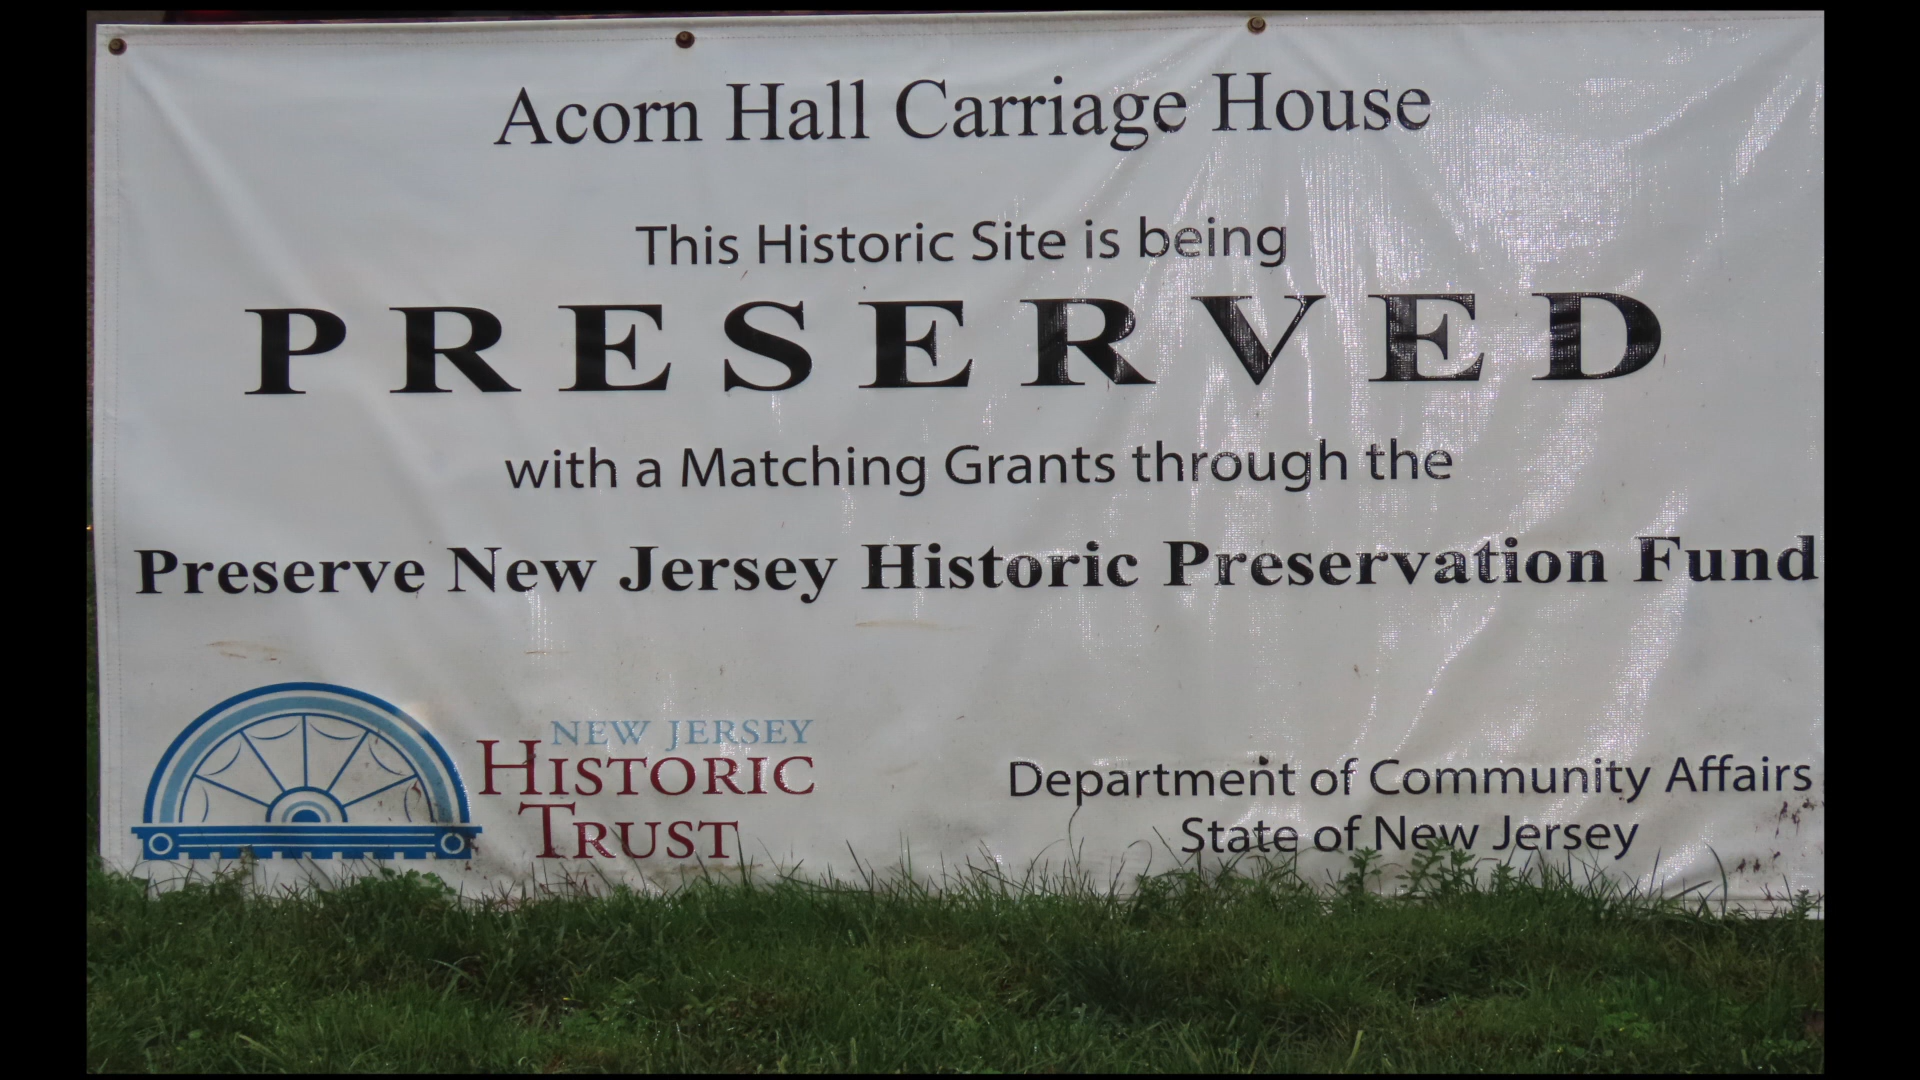 Acorn Hall Carriage House
This Historic Site is being
PRESERVED
with a Matching Grants through the
Preserve New Jersey Historic Preservation Fund
NEW JERSEY
HISTORIC
TRUST
Department of Community Affairs
State of New Jersey